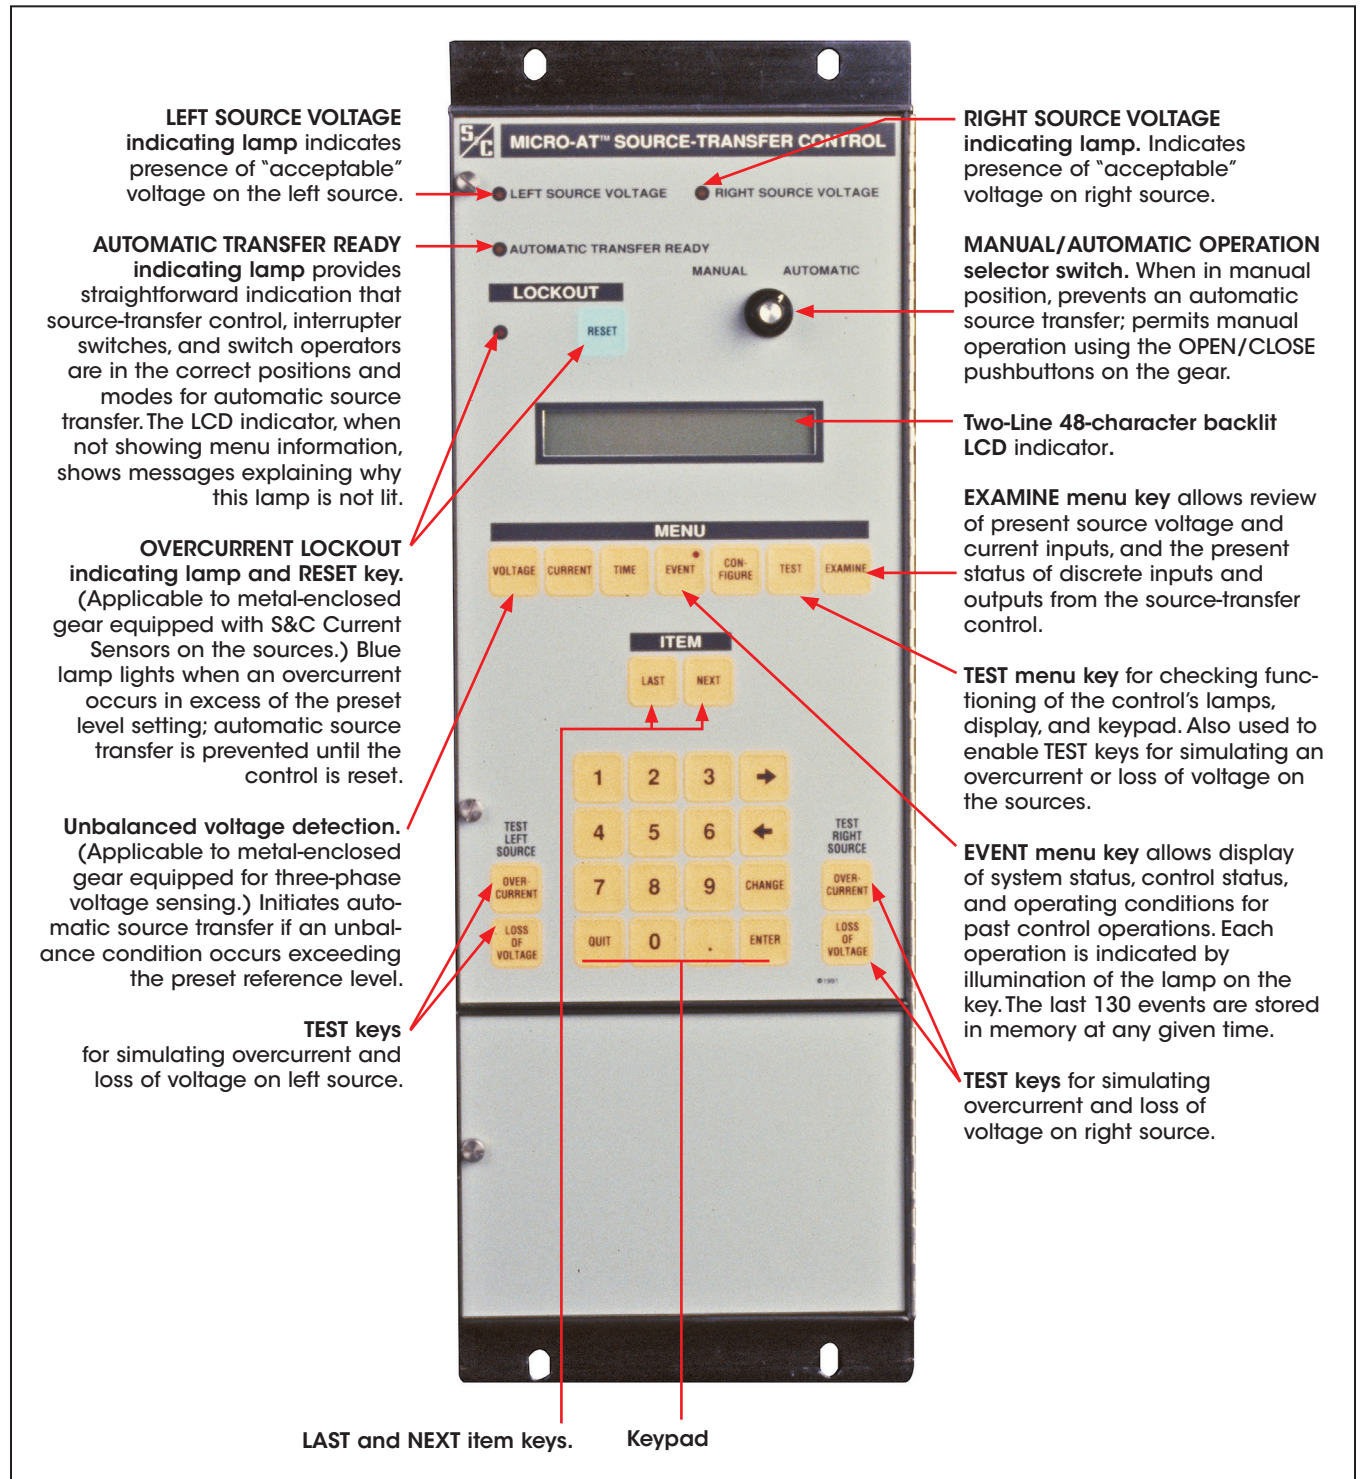 LEFT SOURCE VOLTAGE
indicating lamp indicates
presence of “acceptable”
voltage on the left source.
AUTOMATIC TRANSFER READY
indicating lamp provides
straightforward indication that
source-transfer control, interrupter
switches, and switch operators
are in the correct positions and
modes for automatic source
transfer. The LCD indicator, when
not showing menu information,
shows messages explaining why
this lamp is not lit.
OVERCURRENT LOCKOUT
indicating lamp and RESET key.
(Applicable to metal-enclosed
gear equipped with S&C Current
Sensors on the sources.) Blue
lamp lights when an overcurrent
occurs in excess of the preset
level setting; automatic source
transfer is prevented until the
control is reset.
Unbalanced voltage detection.
(Applicable to metal-enclosed
gear equipped for three-phase
voltage sensing.) Initiates auto-
matic source transfer if an unbal-
ance condition occurs exceeding
the preset reference level.
TEST keys
for simulating overcurrent and
loss of voltage on left source.
S/C
MICRO-AT™ SOURCE-TRANSFER CONTROL
LEFT SOURCE VOLTAGE
RIGHT SOURCE VOLTAGE
AUTOMATIC TRANSFER READY
MANUAL
AUTOMATIC
LOCKOUT
RESET
MENU
VOLTAGE
CURRENT
TIME
EVENT
CON-
FIGURE
TEST
EXAMINE
ITEM
LAST
NEXT
1 2 3 →
4 5 6 ←
7 8 9 CHANGE
QUIT 0 . ENTER
TEST
LEFT
SOURCE
OVER-
CURRENT
LOSS
OF
VOLTAGE
TEST
RIGHT
SOURCE
OVER-
CURRENT
LOSS
OF
VOLTAGE
©1991
RIGHT SOURCE VOLTAGE
indicating lamp. Indicates
presence of “acceptable”
voltage on right source.
MANUAL/AUTOMATIC OPERATION
selector switch. When in manual
position, prevents an automatic
source transfer; permits manual
operation using the OPEN/CLOSE
pushbuttons on the gear.
Two-Line 48-character backlit
LCD indicator.
EXAMINE menu key allows review
of present source voltage and
current inputs, and the present
status of discrete inputs and
outputs from the source-transfer
control.
TEST menu key for checking func-
tioning of the control’s lamps,
display, and keypad. Also used to
enable TEST keys for simulating an
overcurrent or loss of voltage on
the sources.
EVENT menu key allows display
of system status, control status,
and operating conditions for
past control operations. Each
operation is indicated by
illumination of the lamp on the
key. The last 130 events are stored
in memory at any given time.
TEST keys for simulating
overcurrent and loss of
voltage on right source.
LAST and NEXT item keys.
Keypad